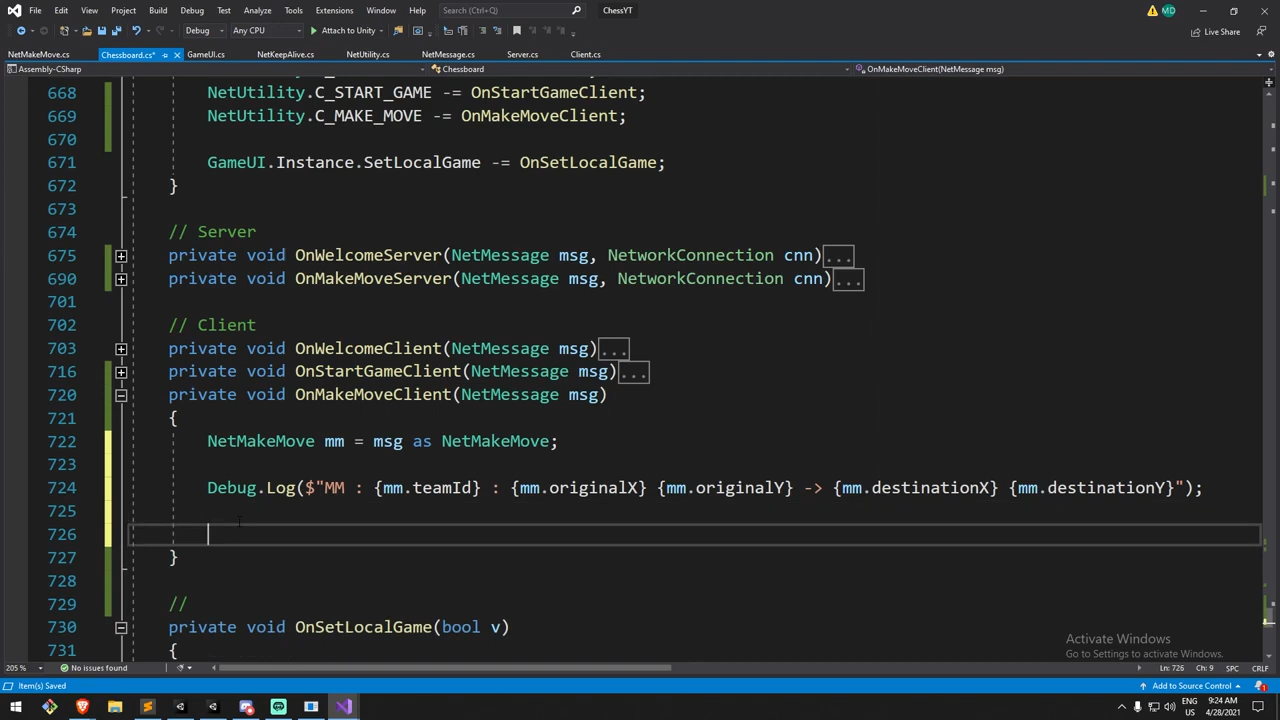 File Edit View Git Project Build Debug Test Analyze Tools Extensions Window Help Search (Ctrl+Q) ChessYT MD
Debug Any CPU Attach to Unity Live Share
NetMakeMove.cs Chessboard.cs* GameUI.cs NetKeepAlive.cs NetUtility.cs NetMessage.cs Server.cs Client.cs
Assembly-CSharp Chessboard OnMakeMoveClient(NetMessage msg)
668 NetUtility.C_START_GAME -= OnStartGameClient;
669 NetUtility.C_MAKE_MOVE -= OnMakeMoveClient;
670
671 GameUI.Instance.SetLocalGame -= OnSetLocalGame;
672 }
673
674 // Server
675 private void OnWelcomeServer(NetMessage msg, NetworkConnection cnn)...
690 private void OnMakeMoveServer(NetMessage msg, NetworkConnection cnn)...
701
702 // Client
703 private void OnWelcomeClient(NetMessage msg)...
716 private void OnStartGameClient(NetMessage msg)...
720 private void OnMakeMoveClient(NetMessage msg)
721 {
722 NetMakeMove mm = msg as NetMakeMove;
723
724 Debug.Log($"MM : {mm.teamId} : {mm.originalX} {mm.originalY} -> {mm.destinationX} {mm.destinationY}");
725
726
727 }
728
729 //
730 private void OnSetLocalGame(bool v)
731 {
Activate Windows
Go to Settings to activate Windows.
205 % No issues found Ln: 726 Ch: 9 SPC CRLF
Item(s) Saved Add to Source Control 1
ENG 9:24 AM
US 4/28/2021